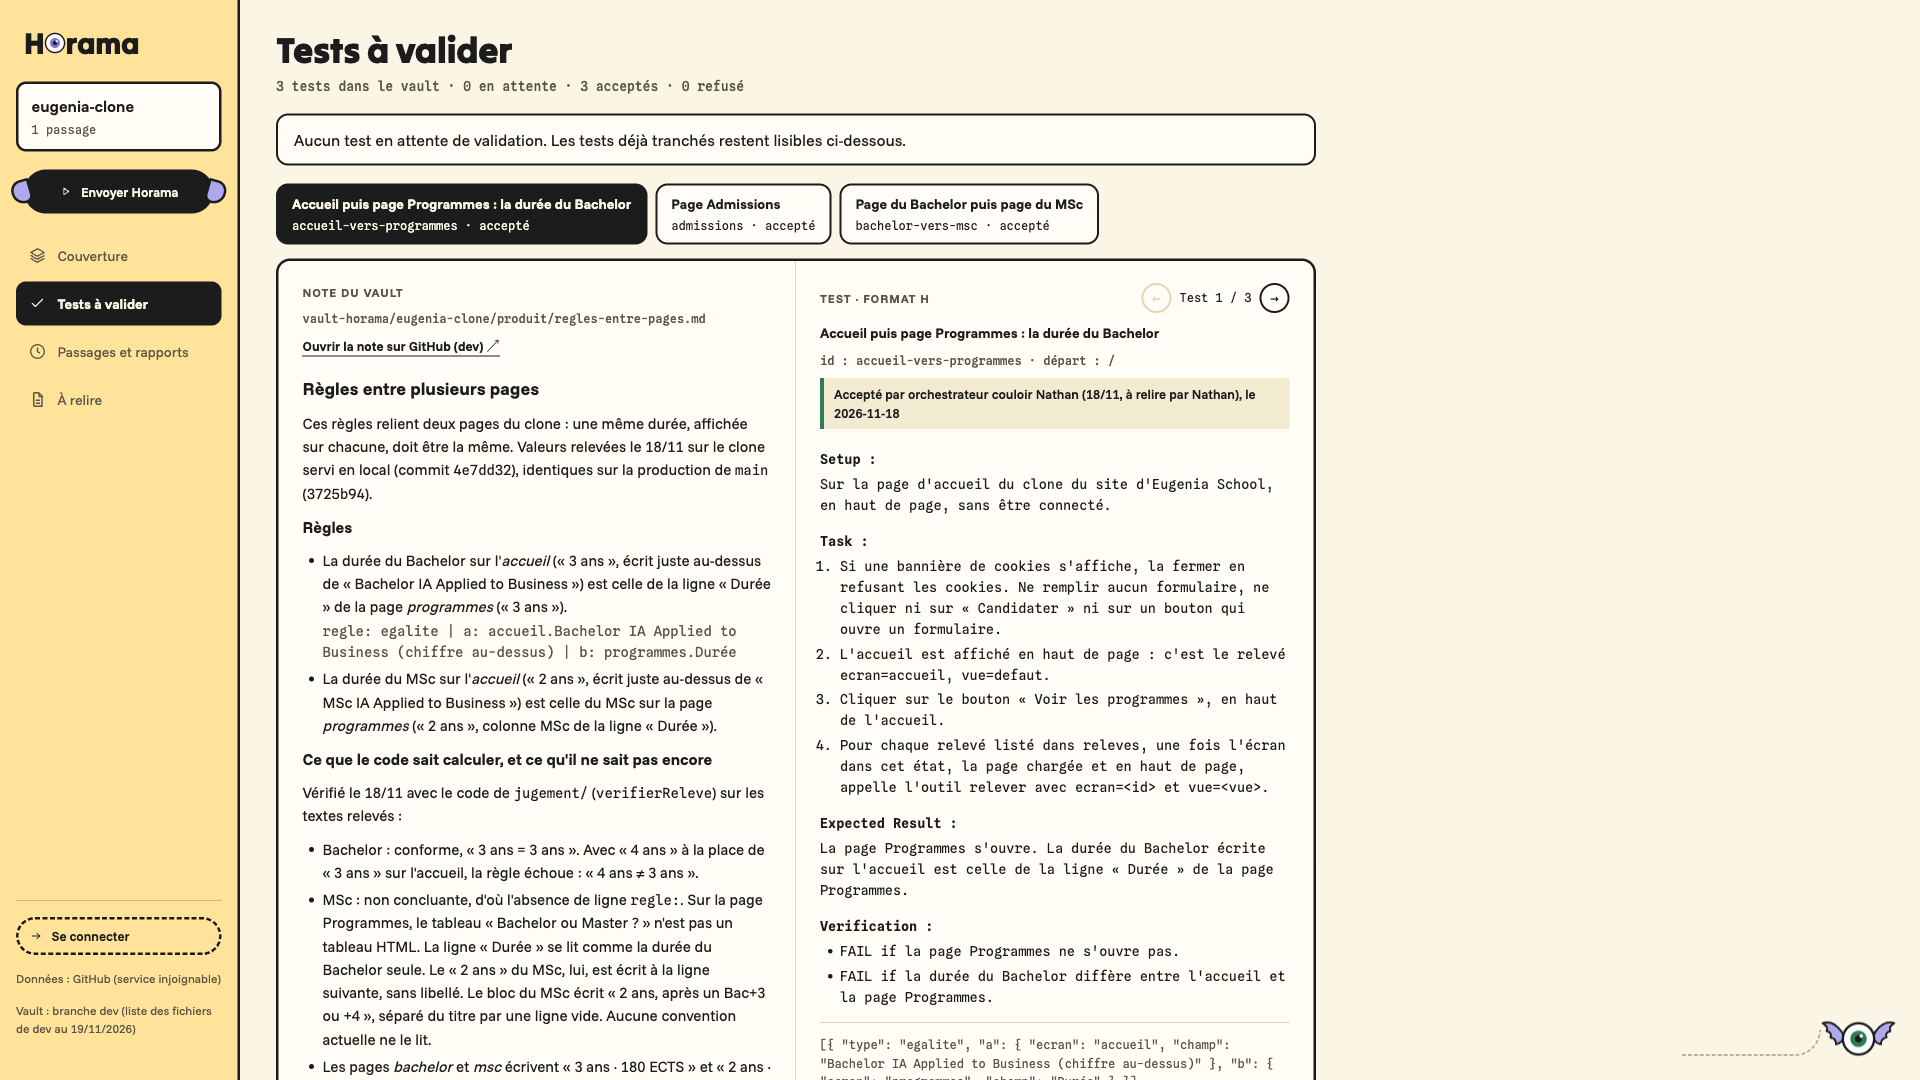 Horama
eugenia-clone
1 passage
Envoyer Horama
Couverture
Tests à valider
Passages et rapports
À relire
Se connecter
Données : GitHub (service injoignable)
Vault : branche dev (liste des fichiers
de dev au 19/11/2026)
Tests à valider
3 tests dans le vault · 0 en attente · 3 acceptés · 0 refusé
Aucun test en attente de validation. Les tests déjà tranchés restent lisibles ci-dessous.
Accueil puis page Programmes : la durée du Bachelor
accueil-vers-programmes · accepté
Page Admissions
admissions · accepté
Page du Bachelor puis page du MSc
bachelor-vers-msc · accepté
NOTE DU VAULT
vault-horama/eugenia-clone/produit/regles-entre-pages.md
Ouvrir la note sur GitHub (dev)
Règles entre plusieurs pages
Ces règles relient deux pages du clone : une même durée, affichée
sur chacune, doit être la même. Valeurs relevées le 18/11 sur le clone
servi en local (commit 4e7dd32), identiques sur la production de main
(3725b94).
Règles
• La durée du Bachelor sur l'accueil (« 3 ans », écrit juste au-dessus
de « Bachelor IA Applied to Business ») est celle de la ligne « Durée
» de la page programmes (« 3 ans »).
regle: egalite | a: accueil.Bachelor IA Applied to
Business (chiffre au-dessus) | b: programmes.Durée
• La durée du MSc sur l'accueil (« 2 ans », écrit juste au-dessus de «
MSc IA Applied to Business ») est celle du MSc sur la page
programmes (« 2 ans », colonne MSc de la ligne « Durée »).
Ce que le code sait calculer, et ce qu'il ne sait pas encore
Vérifié le 18/11 avec le code de jugement/ (verifierReleve) sur les
textes relevés :
• Bachelor : conforme, « 3 ans = 3 ans ». Avec « 4 ans » à la place de
« 3 ans » sur l'accueil, la règle échoue : « 4 ans ≠ 3 ans ».
• MSc : non concluante, d'où l'absence de ligne regle:. Sur la page
Programmes, le tableau « Bachelor ou Master ? » n'est pas un
tableau HTML. La ligne « Durée » se lit comme la durée du
Bachelor seule. Le « 2 ans » du MSc, lui, est écrit à la ligne
suivante, sans libellé. Le bloc du MSc écrit « 2 ans, après un Bac+3
ou +4 », séparé du titre par une ligne vide. Aucune convention
actuelle ne le lit.
• Les pages bachelor et msc écrivent « 3 ans · 180 ECTS » et « 2 ans ·
TEST · FORMAT H
← Test 1 / 3 →
Accueil puis page Programmes : la durée du Bachelor
id : accueil-vers-programmes · départ : /
Accepté par orchestrateur couloir Nathan (18/11, à relire par Nathan), le
2026-11-18
Setup :
Sur la page d'accueil du clone du site d'Eugenia School,
en haut de page, sans être connecté.
Task :
1. Si une bannière de cookies s'affiche, la fermer en
refusant les cookies. Ne remplir aucun formulaire, ne
cliquer ni sur « Candidater » ni sur un bouton qui
ouvre un formulaire.
2. L'accueil est affiché en haut de page : c'est le relevé
ecran=accueil, vue=defaut.
3. Cliquer sur le bouton « Voir les programmes », en haut
de l'accueil.
4. Pour chaque relevé listé dans releves, une fois l'écran
dans cet état, la page chargée et en haut de page,
appelle l'outil relever avec ecran=<id> et vue=<vue>.
Expected Result :
La page Programmes s'ouvre. La durée du Bachelor écrite
sur l'accueil est celle de la ligne « Durée » de la page
Programmes.
Verification :
• FAIL if la page Programmes ne s'ouvre pas.
• FAIL if la durée du Bachelor diffère entre l'accueil et
la page Programmes.
[{ "type": "egalite", "a": { "ecran": "accueil", "champ":
"Bachelor IA Applied to Business (chiffre au-dessus)" }, "b": {